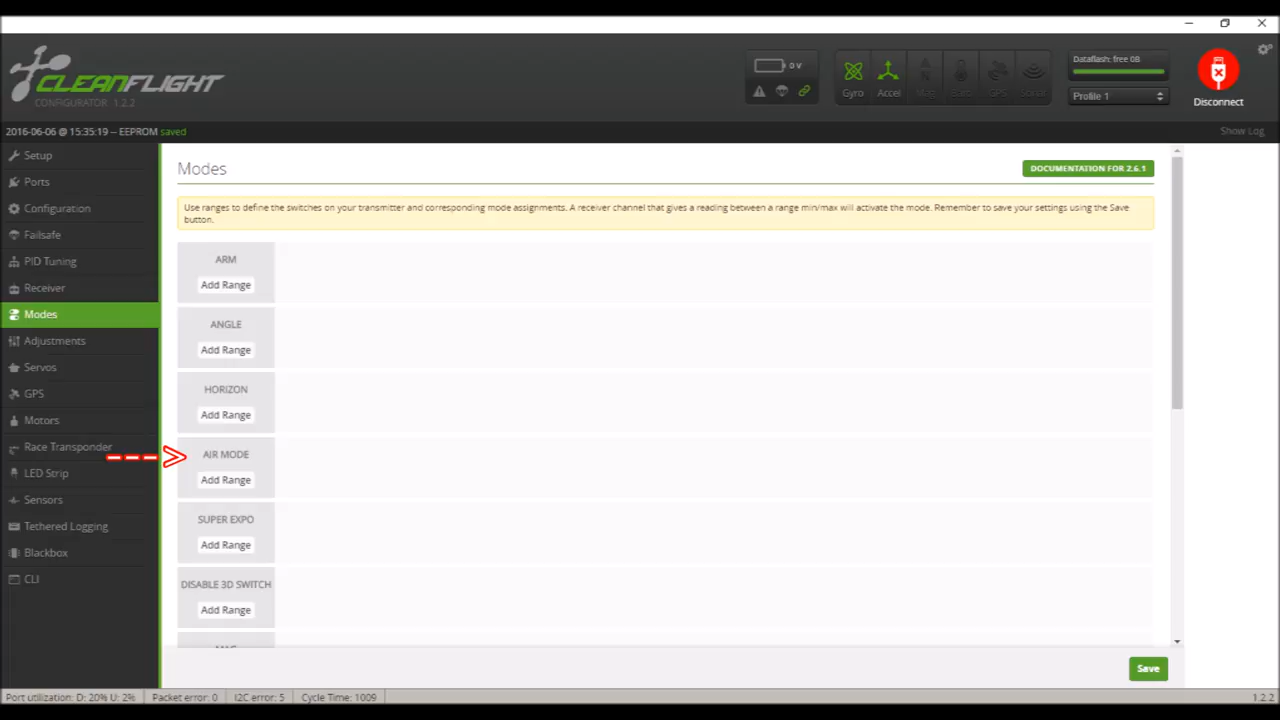 CLEANFLIGHT
CONFIGURATOR 1.2.2
0 V
Gyro
Accel
Mag
Baro
GPS
Sonar
Dataflash: free 0B
Profile 1
Disconnect
2016-06-06 @ 15:35:19 -- EEPROM saved
Show Log
Setup
Ports
Configuration
Failsafe
PID Tuning
Receiver
Modes
Adjustments
Servos
GPS
Motors
Race Transponder
LED Strip
Sensors
Tethered Logging
Blackbox
CLI
Modes
DOCUMENTATION FOR 2.6.1
Use ranges to define the switches on your transmitter and corresponding mode assignments. A receiver channel that gives a reading between a range min/max will activate the mode. Remember to save your settings using the Save
button.
ARM
Add Range
ANGLE
Add Range
HORIZON
Add Range
AIR MODE
Add Range
SUPER EXPO
Add Range
DISABLE 3D SWITCH
Add Range
MAG
Save
Port utilization: D: 20% U: 2%
Packet error: 0
I2C error: 5
Cycle Time: 1009
1.2.2